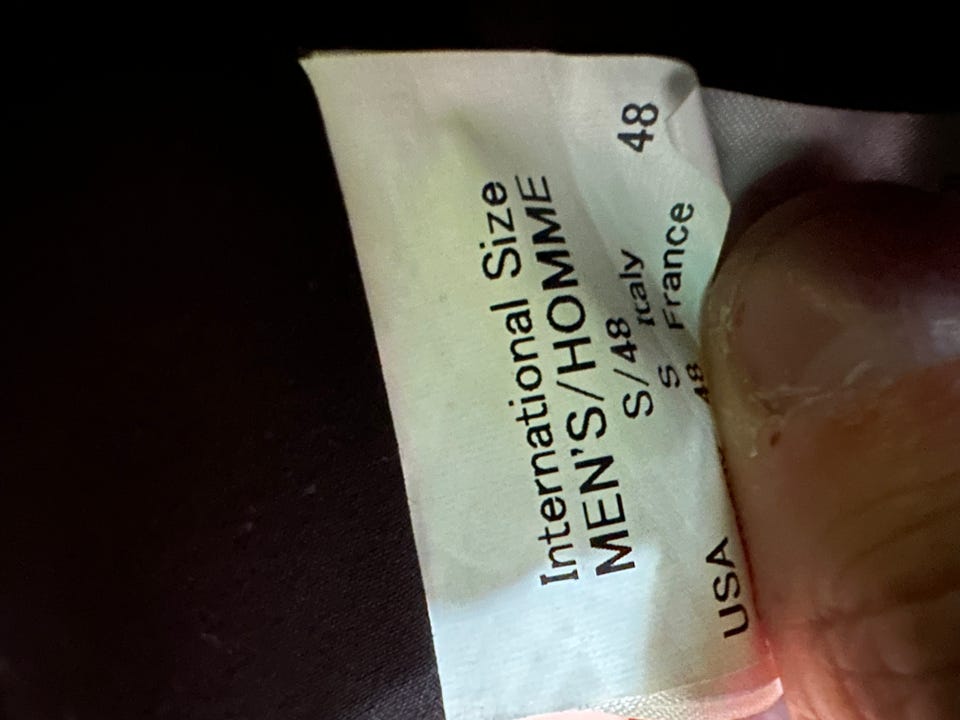 International Size
MEN'S/HOMME
S/48
USA S Italy 48
48 France